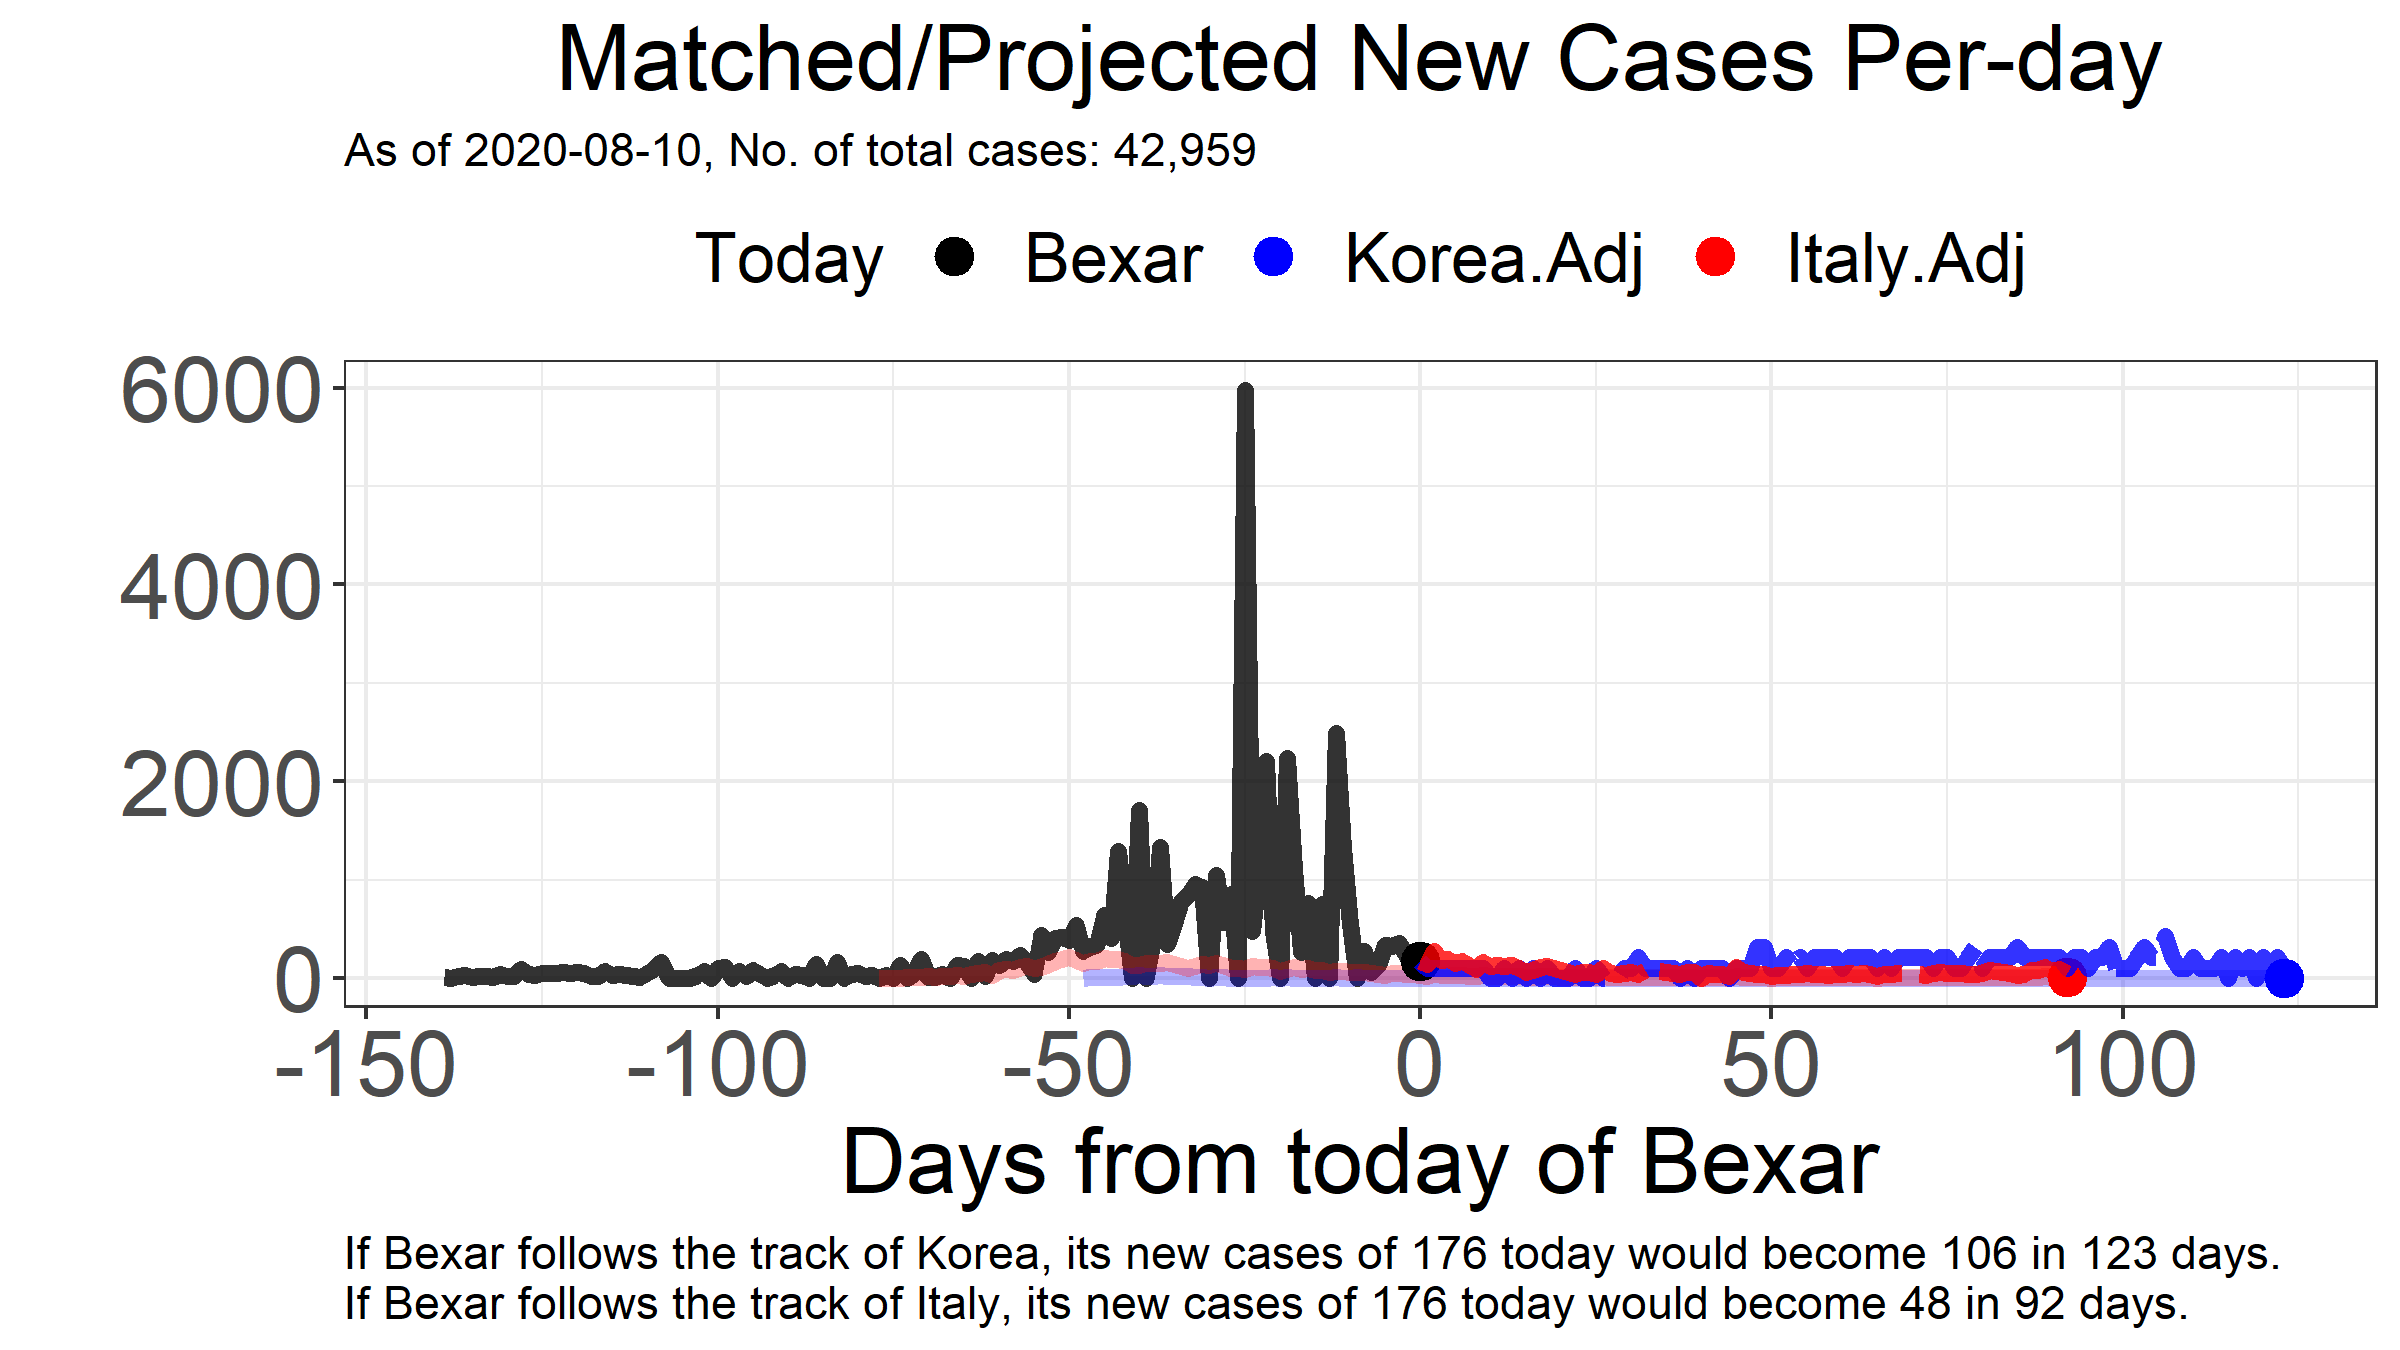 Matched/Projected New Cases Per-day
As of 2020-08-10, No. of total cases: 42,959
Today Bexar Korea.Adj Italy.Adj
6000
4000
2000
0
-150 -100 -50 0 50 100
Days from today of Bexar
If Bexar follows the track of Korea, its new cases of 176 today would become 106 in 123 days.
If Bexar follows the track of Italy, its new cases of 176 today would become 48 in 92 days.